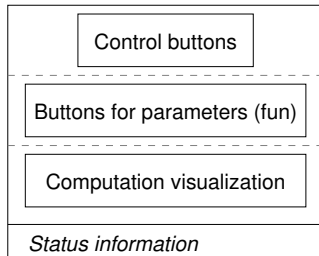 Control buttons
Buttons for parameters (fun)
Computation visualization
Status information